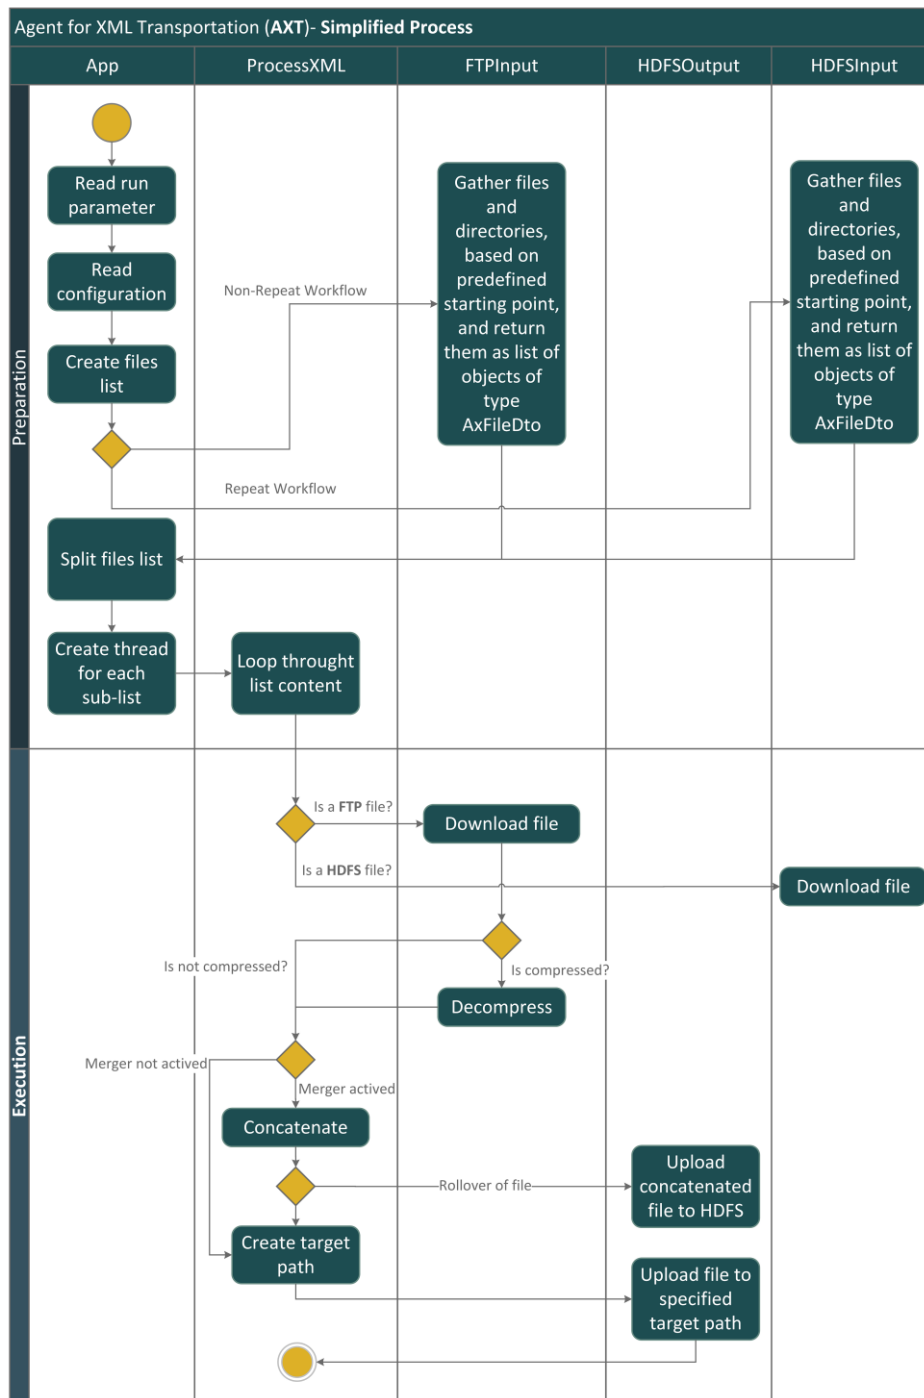 Agent for XML Transportation (AXT)- Simplified Process
App
ProcessXML
FTPInput
HDFSOutput
HDFSInput
Preparation
Read run
parameter
Read
configuration
Create files
list
Non-Repeat Workflow
Repeat Workflow
Gather files
and
directories,
based on
predefined
starting point,
and return
them as list of
objects of
type
AxFileDto
Gather files
and
directories,
based on
predefined
starting point,
and return
them as list of
objects of
type
AxFileDto
Split files list
Create thread
for each
sub-list
Loop throught
list content
Execution
Is a FTP file?
Download file
Is a HDFS file?
Download file
Is not compressed?
Is compressed?
Decompress
Merger not actived
Merger actived
Concatenate
Rollover of file
Upload
concatenated
file to HDFS
Create target
path
Upload file to
specified
target path